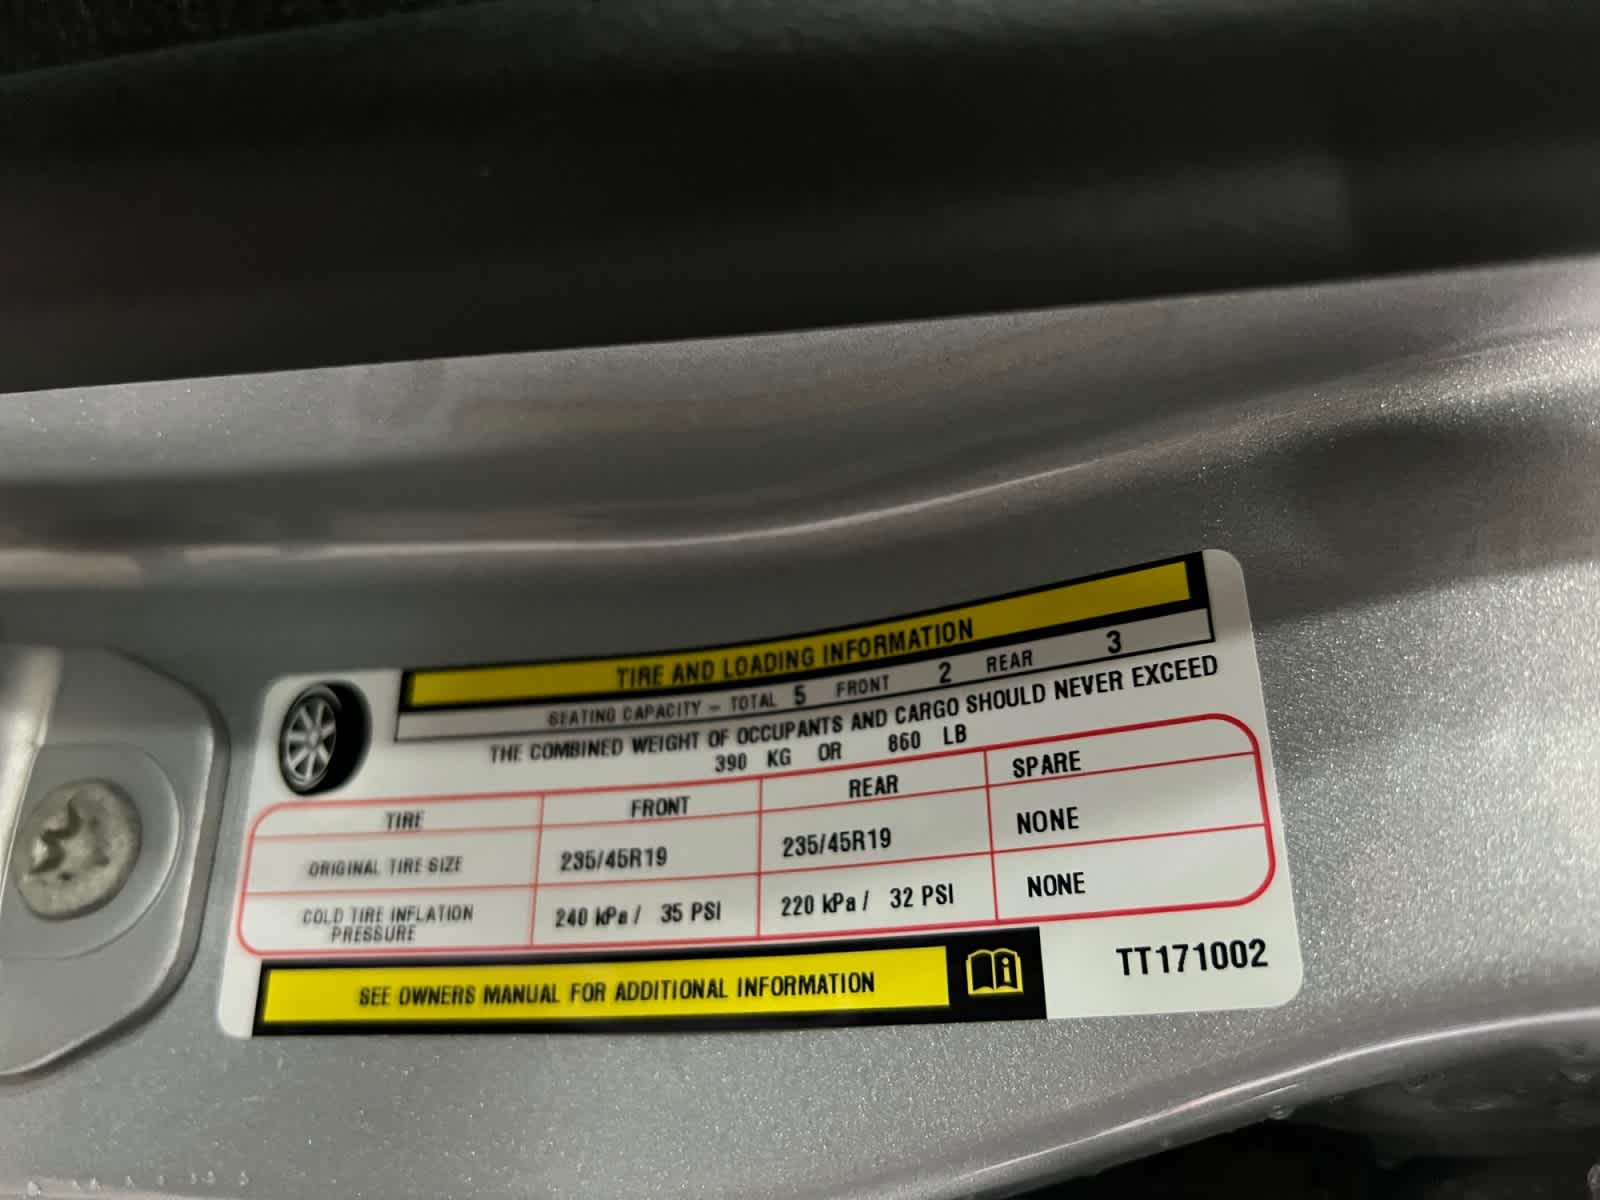 TIRE AND LOADING INFORMATION
SEATING CAPACITY – TOTAL 5 FRONT 2 REAR 3
THE COMBINED WEIGHT OF OCCUPANTS AND CARGO SHOULD NEVER EXCEED
390 KG OR 860 LB
TIRE FRONT REAR SPARE
ORIGINAL TIRE SIZE 235/45R19 235/45R19 NONE
COLD TIRE INFLATION
PRESSURE 240 kPa / 35 PSI 220 kPa / 32 PSI NONE
SEE OWNERS MANUAL FOR ADDITIONAL INFORMATION
TT171002